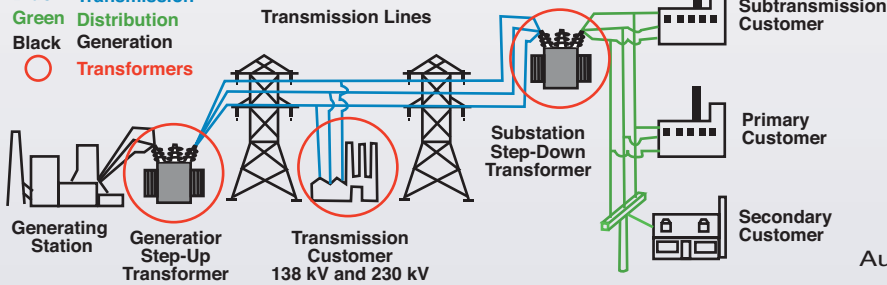 Transmission
Green Distribution
Black Generation
Transformers
Transmission Lines
Subtransmission
Customer
Primary
Customer
Secondary
Customer
Substation
Step-Down
Transformer
Generating
Station
Generatior
Step-Up
Transformer
Transmission
Customer
138 kV and 230 kV
Au